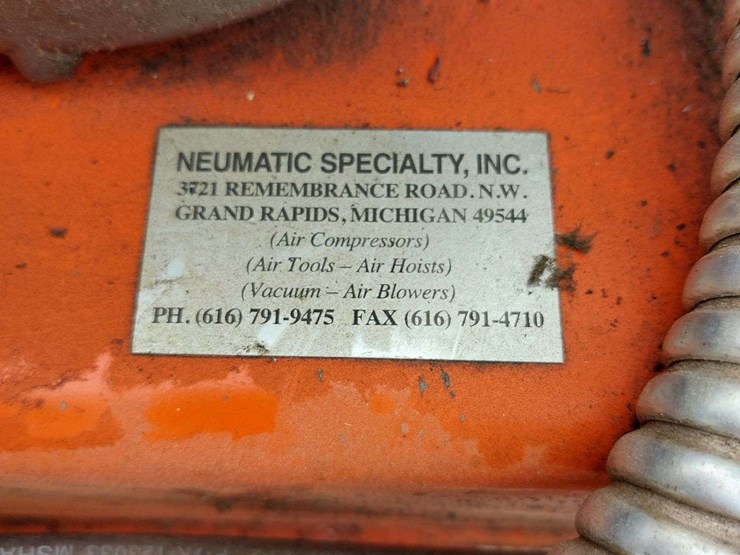 NEUMATIC SPECIALTY, INC.
3721 REMEMBRANCE ROAD. N.W.
GRAND RAPIDS, MICHIGAN 49544
(Air Compressors)
(Air Tools – Air Hoists)
(Vacuum – Air Blowers)
PH. (616) 791-9475 FAX (616) 791-4710